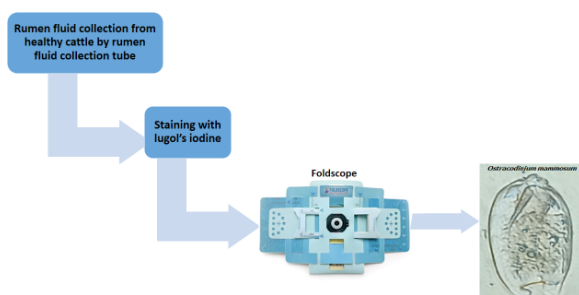 Rumen fluid collection from
healthy cattle by rumen
fluid collection tube
Staining with
lugol's iodine
Foldscope
Ostracodinium mammosum